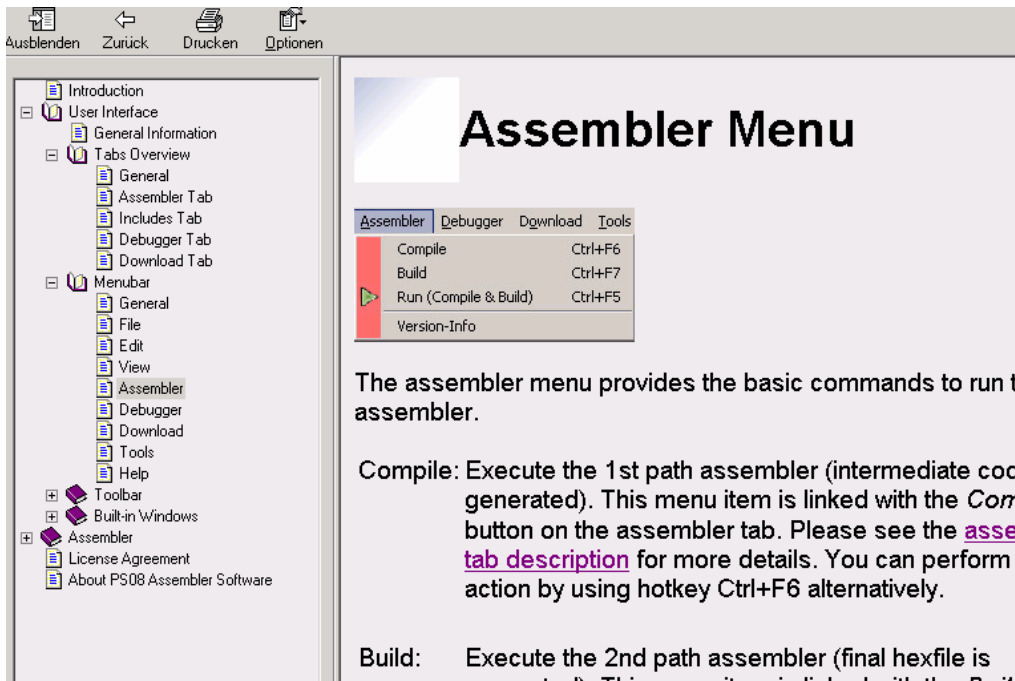 Ausblenden Zurück Drucken Optionen
Introduction
User Interface
General Information
Tabs Overview
General
Assembler Tab
Includes Tab
Debugger Tab
Download Tab
Menubar
General
File
Edit
View
Assembler
Debugger
Download
Tools
Help
Toolbar
Built-in Windows
Assembler
License Agreement
About PS08 Assembler Software
Assembler Menu
Assembler Debugger Download Tools
Compile Ctrl+F6
Build Ctrl+F7
Run (Compile & Build) Ctrl+F5
Version-Info
The assembler menu provides the basic commands to run
assembler.
Compile: Execute the 1st path assembler (intermediate
generated). This menu item is linked with the
button on the assembler tab. Please see the
tab description for more details. You can perform
action by using hotkey Ctrl+F6 alternatively.
Build: Execute the 2nd path assembler (final hexfile is